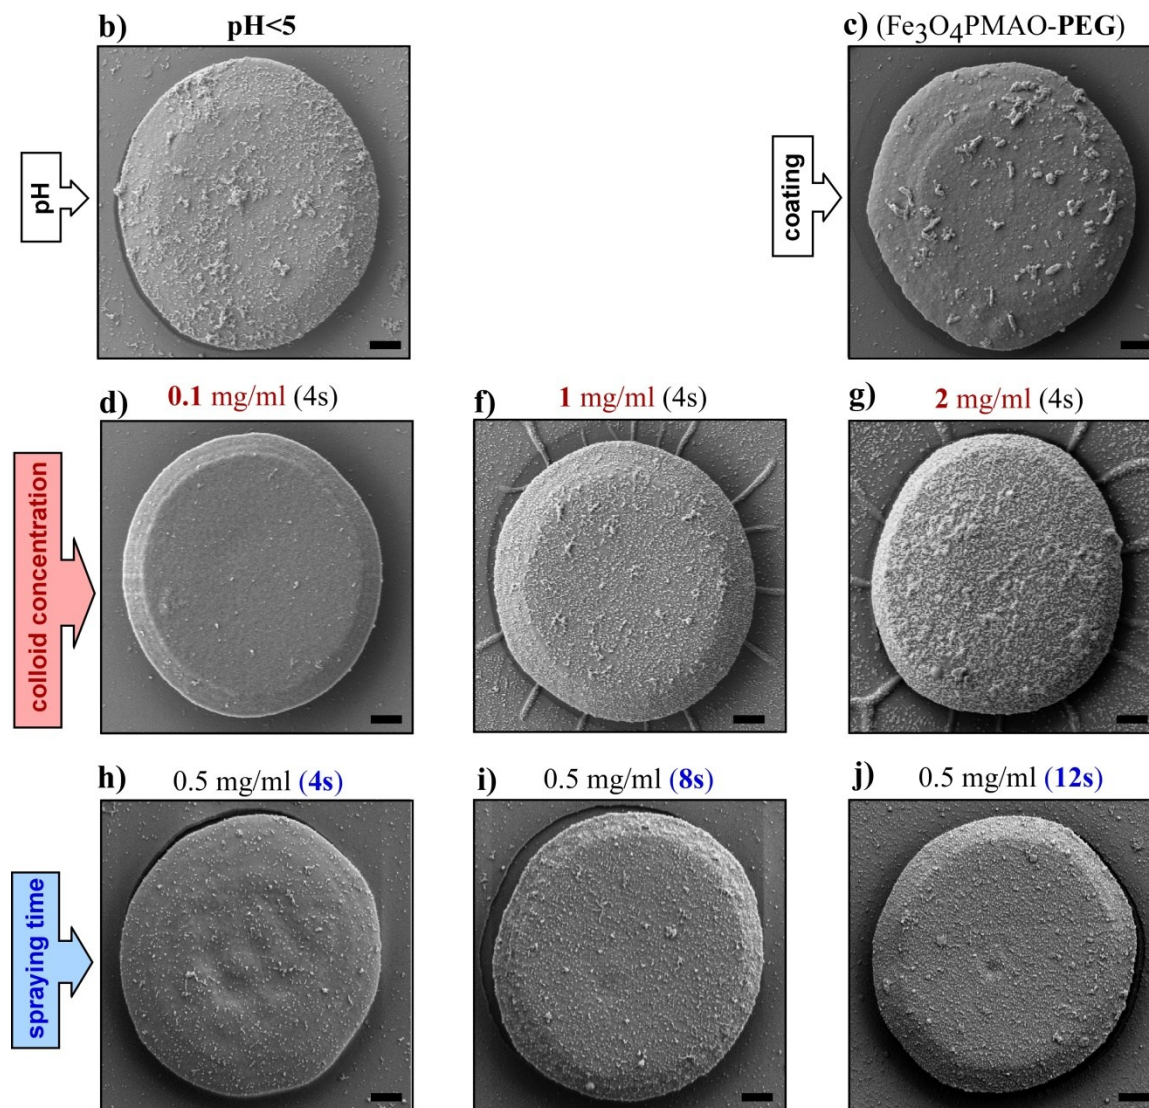 b) pH<5
c) (Fe3O4PMAO-PEG)
pH
coating
d) 0.1 mg/ml (4s)
f) 1 mg/ml (4s)
g) 2 mg/ml (4s)
colloid concentration
h) 0.5 mg/ml (4s)
i) 0.5 mg/ml (8s)
j) 0.5 mg/ml (12s)
spraying time